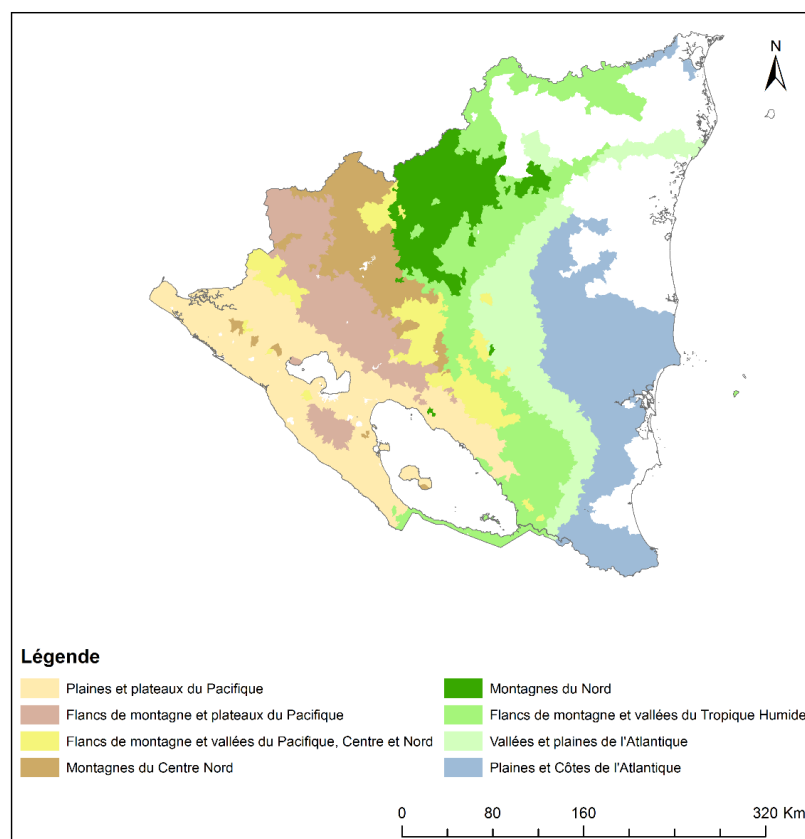 N
Légende
Plaines et plateaux du Pacifique
Flancs de montagne et plateaux du Pacifique
Flancs de montagne et vallées du Pacifique, Centre et Nord
Montagnes du Centre Nord
Montagnes du Nord
Flancs de montagne et vallées du Tropique Humide
Vallées et plaines de l'Atlantique
Plaines et Côtes de l'Atlantique
0 80 160 320 Km